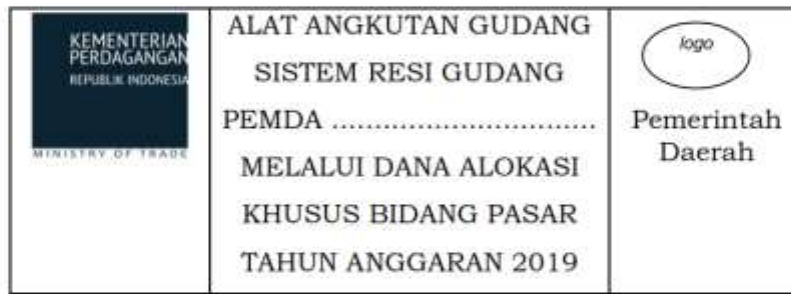 KEMENTERIAN
PERDAGANGAN
REPUBLIK INDONESIA
MINISTRY OF TRADE
ALAT ANGKUTAN GUDANG
SISTEM RESI GUDANG
PEMDA ...............................
MELALUI DANA ALOKASI
KHUSUS BIDANG PASAR
TAHUN ANGGARAN 2019
logo
Pemerintah
Daerah